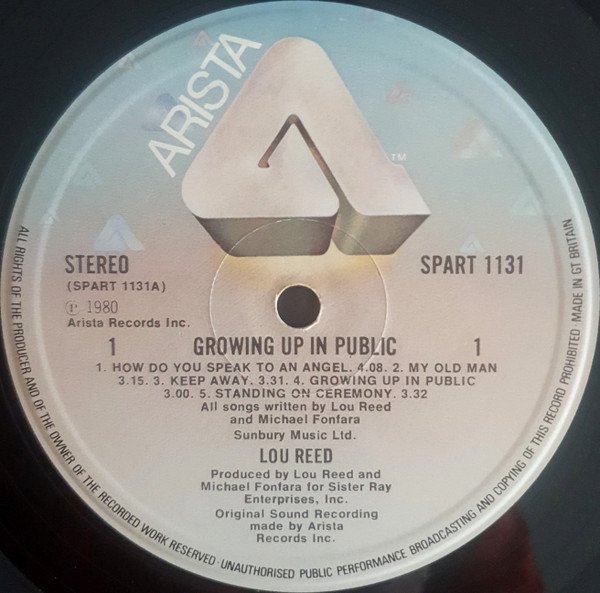 ARISTA
TM
STEREO
SPART 1131
(SPART 1131A)
℗ 1980
Arista Records Inc.
1 GROWING UP IN PUBLIC 1
1. HOW DO YOU SPEAK TO AN ANGEL. 4.08. 2. MY OLD MAN
3.15. 3. KEEP AWAY. 3.31. 4. GROWING UP IN PUBLIC
3.00. 5. STANDING ON CEREMONY. 3.32
All songs written by Lou Reed
and Michael Fonfara
Sunbury Music Ltd.
LOU REED
Produced by Lou Reed and
Michael Fonfara for Sister Ray
Enterprises, Inc.
Original Sound Recording
made by Arista
Records Inc.
ALL RIGHTS OF THE PRODUCER AND OF THE OWNER OF THE RECORDED WORK RESERVED · UNAUTHORISED PUBLIC PERFORMANCE BROADCASTING AND COPYING OF THIS RECORD PROHIBITED · MADE IN GT BRITAIN